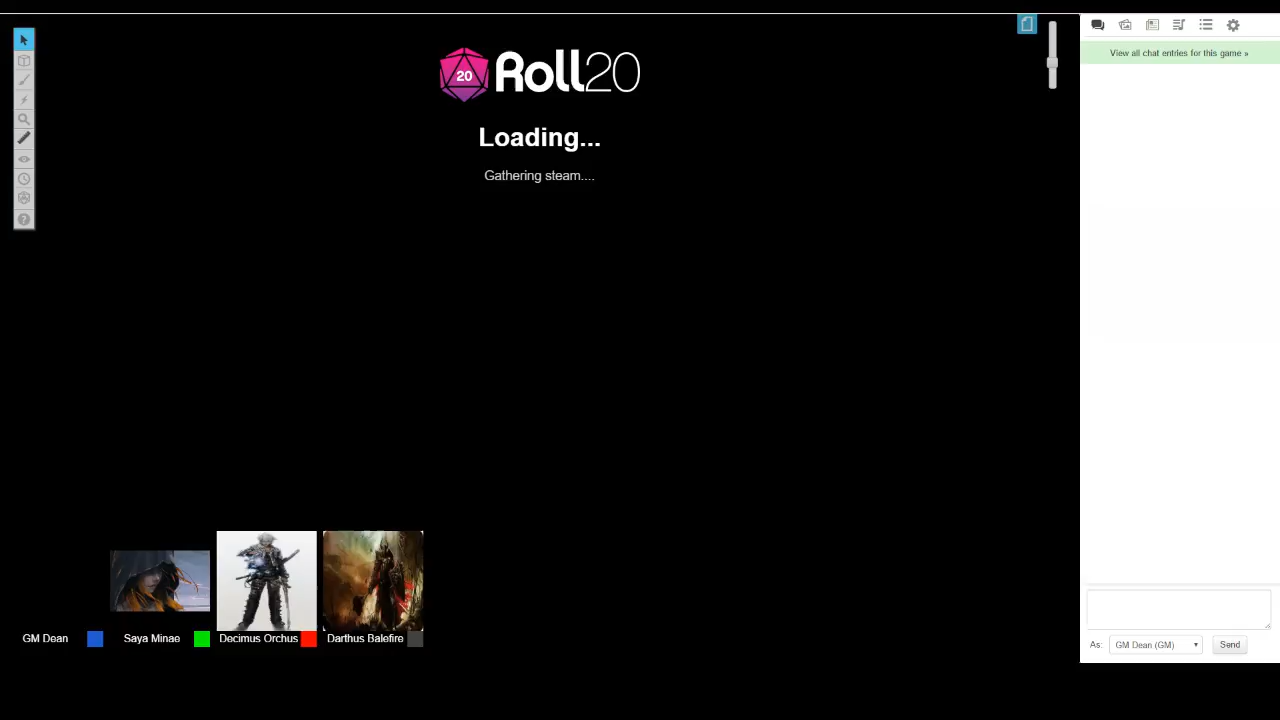 20 Roll20
Loading...
Gathering steam....
View all chat entries for this game »
GM Dean
Saya Minae
Decimus Orchus
Darthus Balefire
As:
GM Dean (GM)
Send